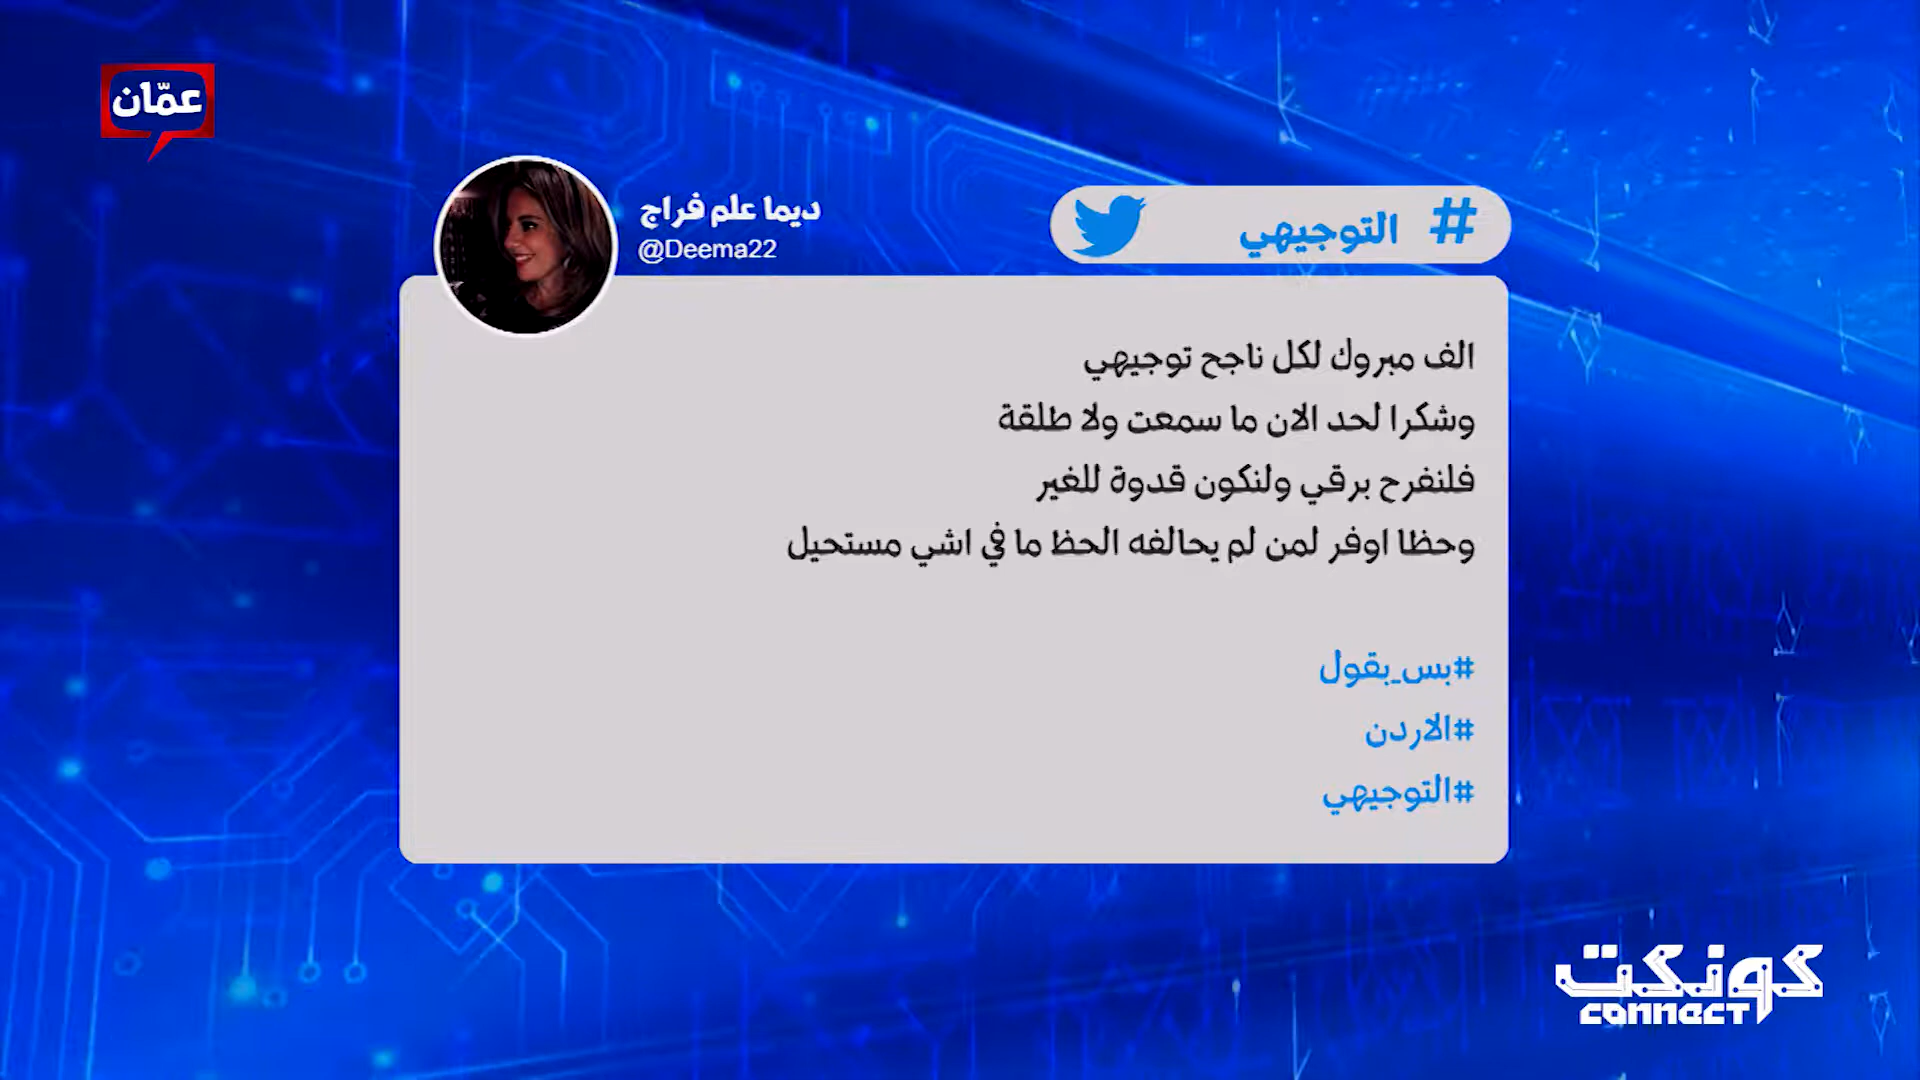 عمّان
ديما علم فراج
@Deema22
# التوجيهي
الف مبروك لكل ناجح توجيهي
وشكرا لحد الان ما سمعت ولا طلقة
فلنفرح برقي ولنكون قدوة للغير
وحظا اوفر لمن لم يحالفه الحظ ما في اشي مستحيل
#بس_بقول
#الاردن
#التوجيهي
كونكت
connect